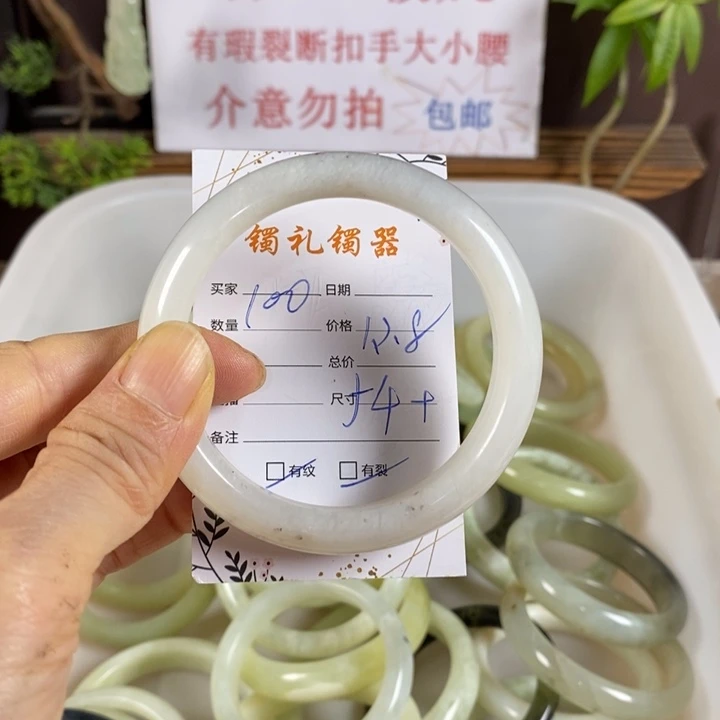 有瑕裂断扣手大小腰
介意勿拍 包邮
镯礼镯器
买家 100 日期
数量 价格 12.8
总价
尺寸 54+
备注
□有纹 □有裂